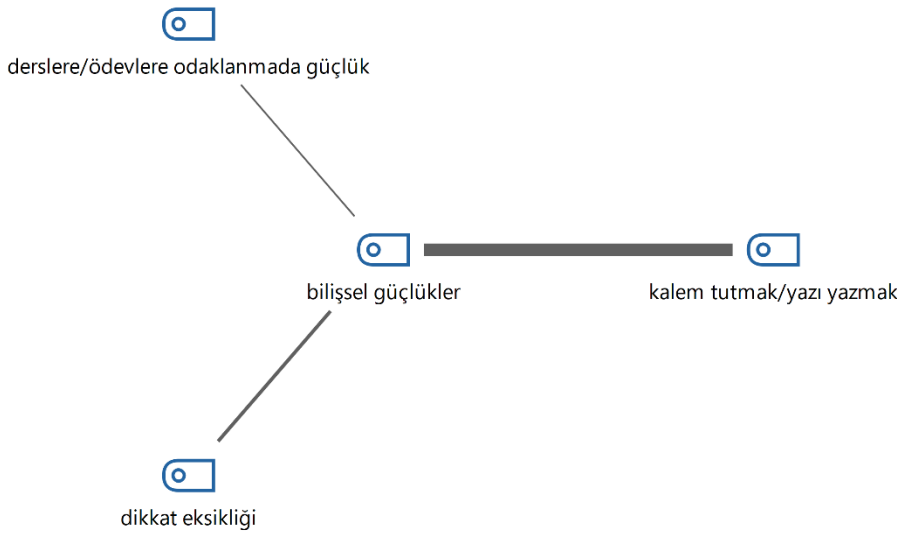 derslere/ödevlere odaklanmada güçlük
bilişsel güçlükler
kalem tutmak/yazı yazmak
dikkat eksikliği